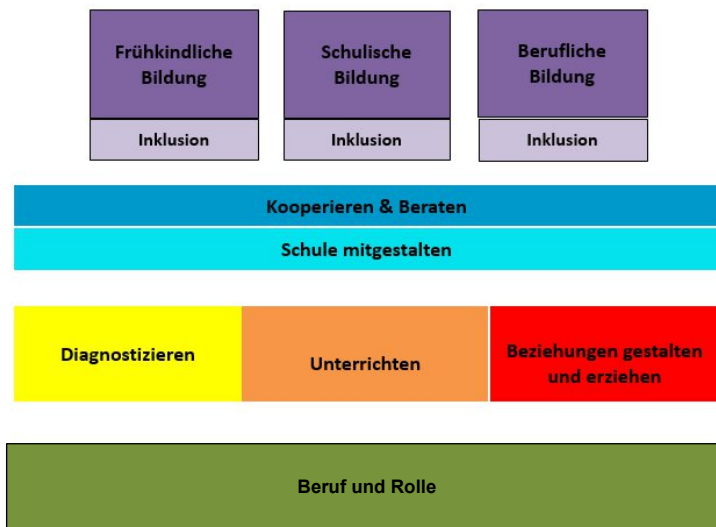 Frühkindliche
Bildung
Inklusion
Schulische
Bildung
Inklusion
Berufliche
Bildung
Inklusion
Kooperieren & Beraten
Schule mitgestalten
Diagnostizieren
Unterrichten
Beziehungen gestalten
und erziehen
Beruf und Rolle